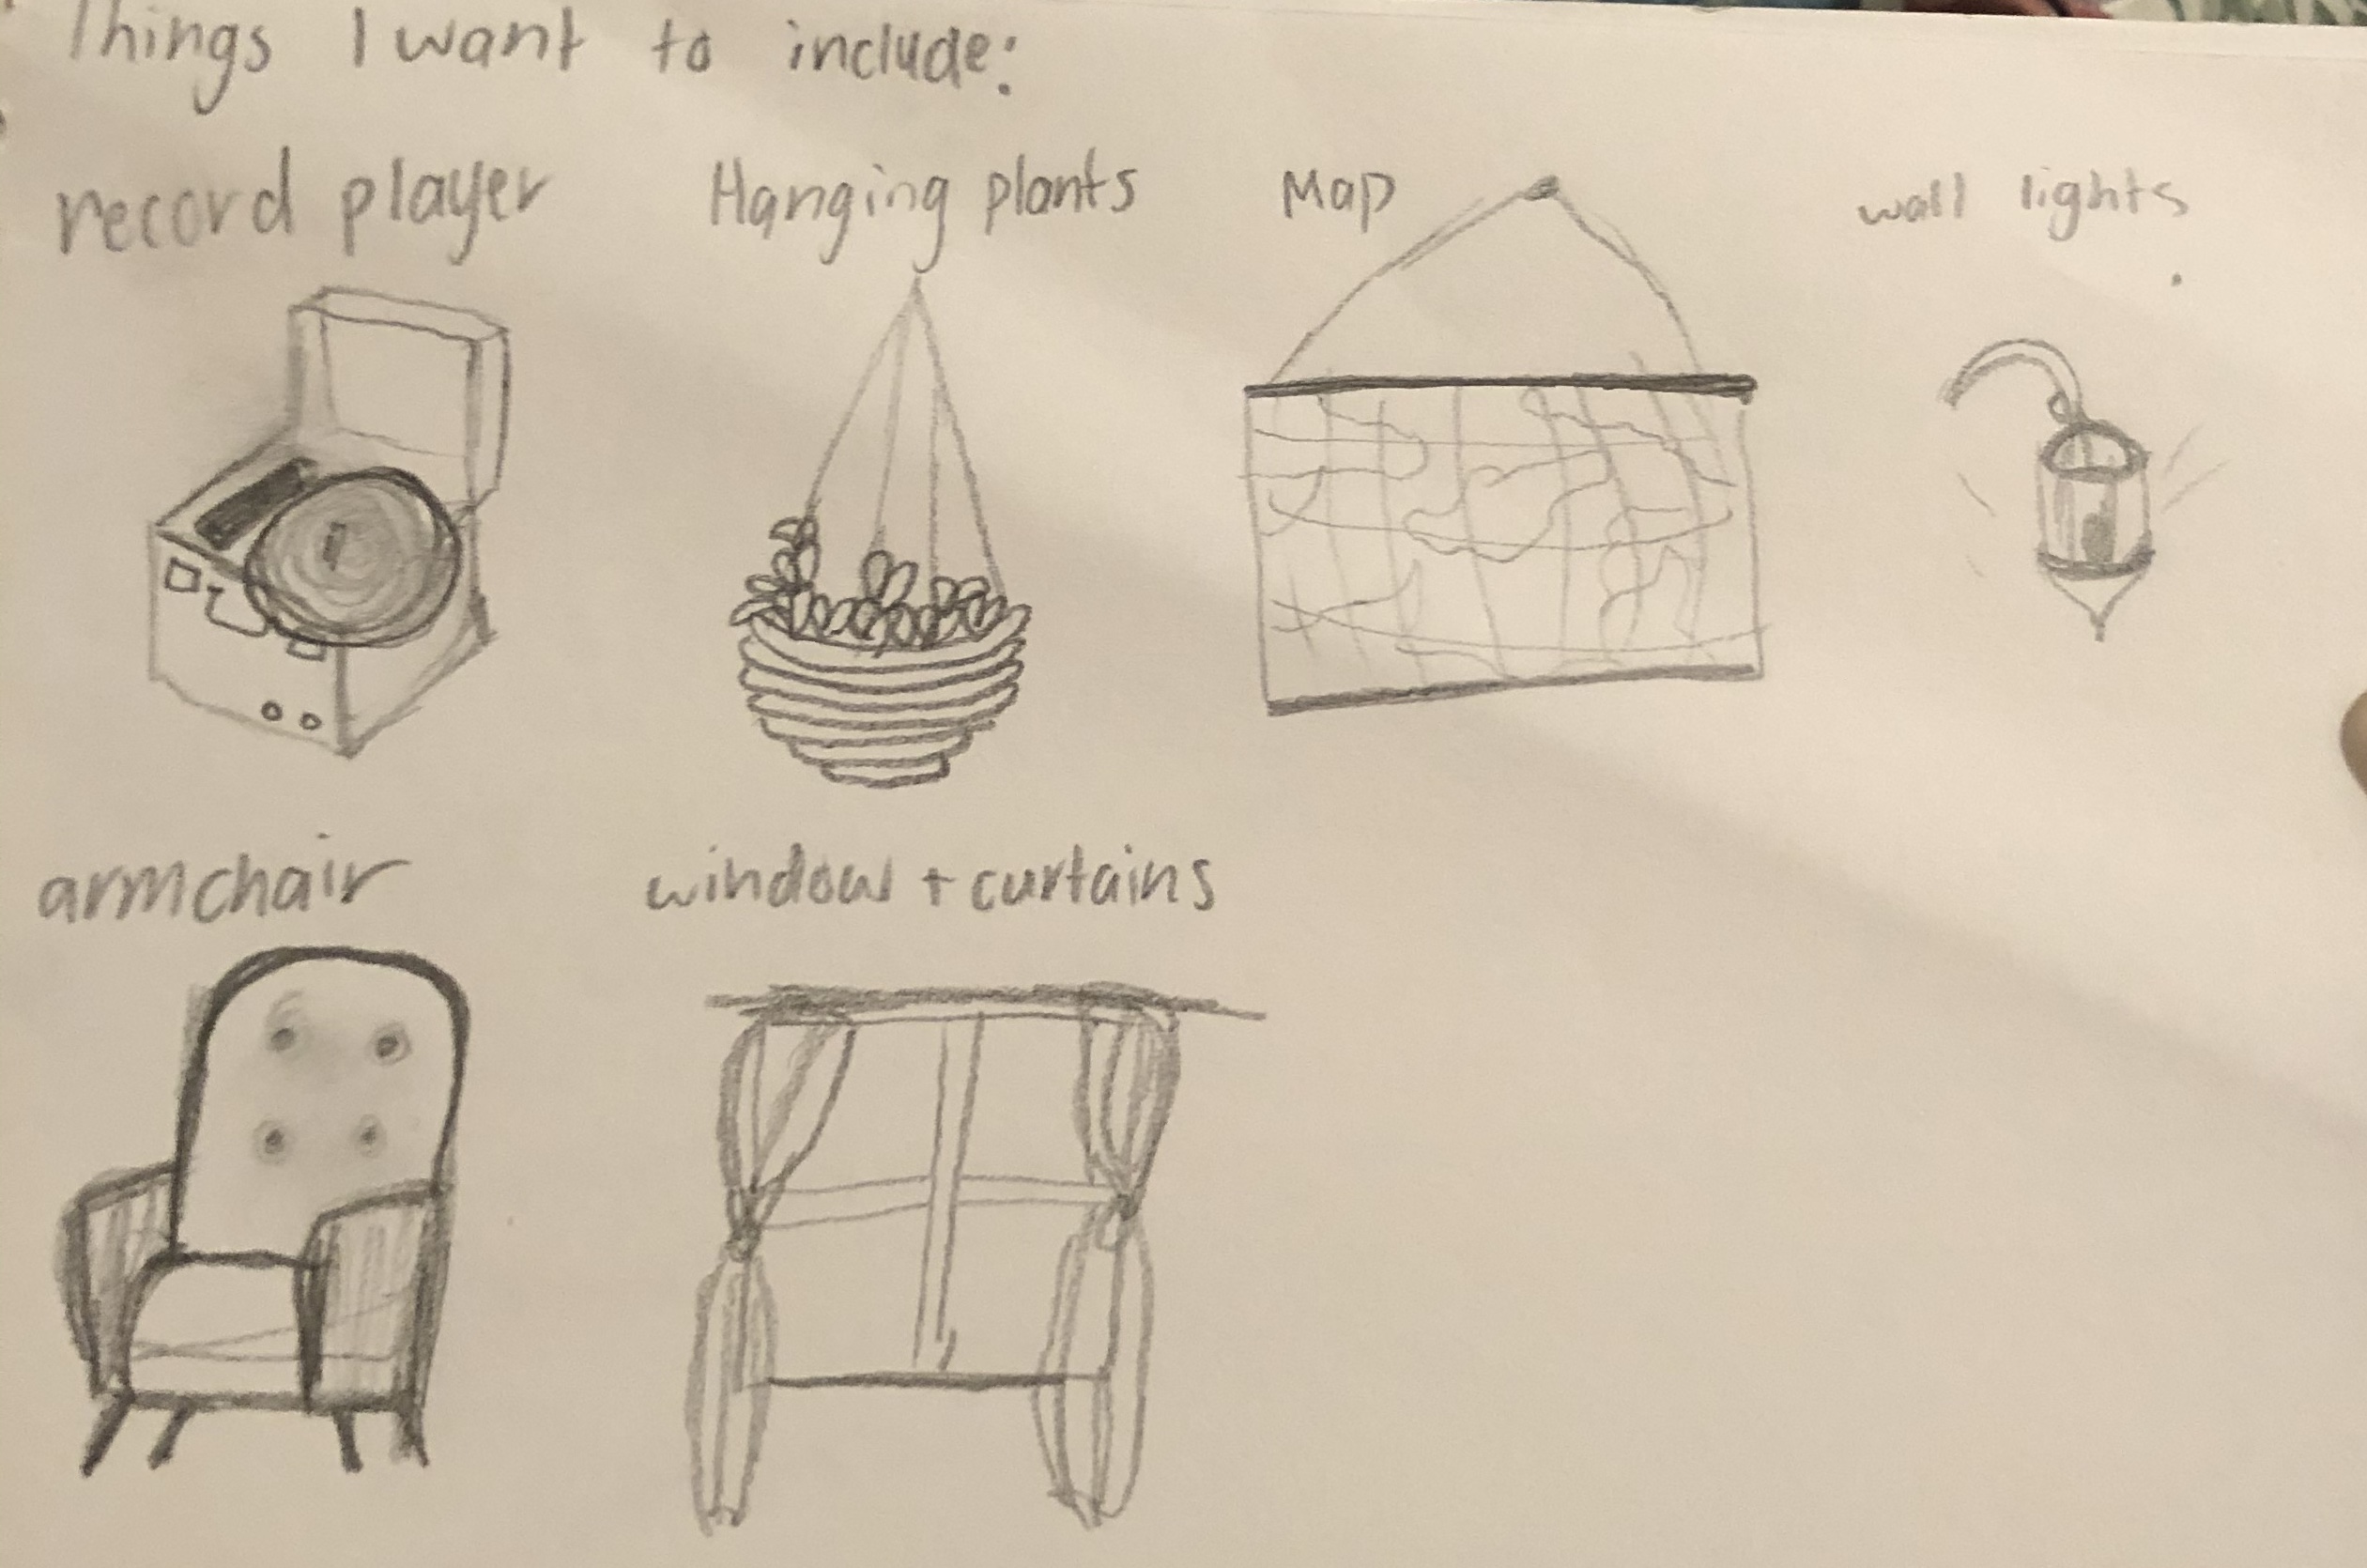 Things I want to include:
record player
Hanging plants
Map
wall lights
armchair
window + curtains